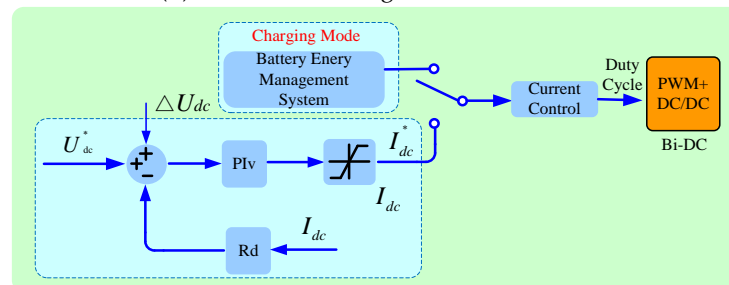 Charging Mode
Battery Enery
Management
System
Duty
Cycle
PWM+
DC/DC
Current
Control
Bi-DC
△Udc
U*dc
+
+
−
PIv
I*dc
Idc
Idc
Rd